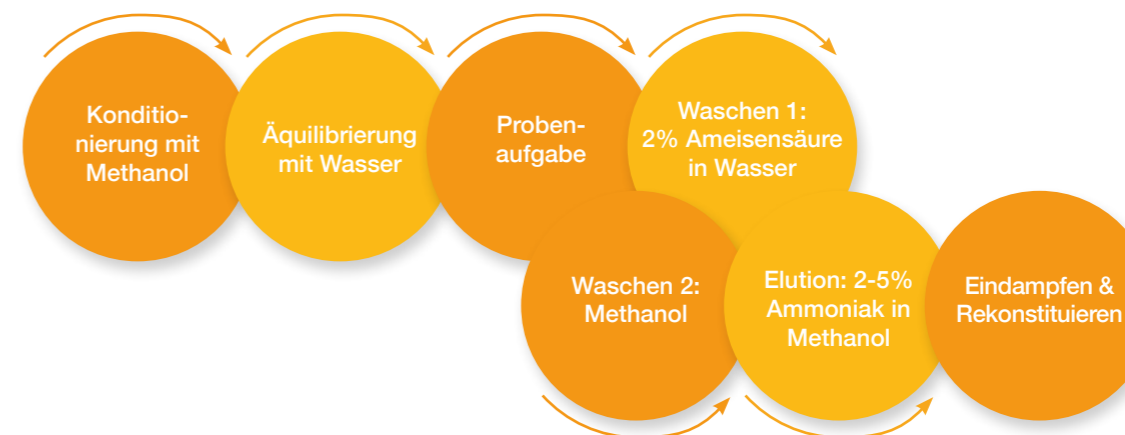 Konditio-
nierung mit
Methanol
Äquilibrierung
mit Wasser
Proben-
aufgabe
Waschen 1:
2% Ameisensäure
in Wasser
Waschen 2:
Methanol
Elution: 2-5%
Ammoniak in
Methanol
Eindampfen &
Rekonstituieren